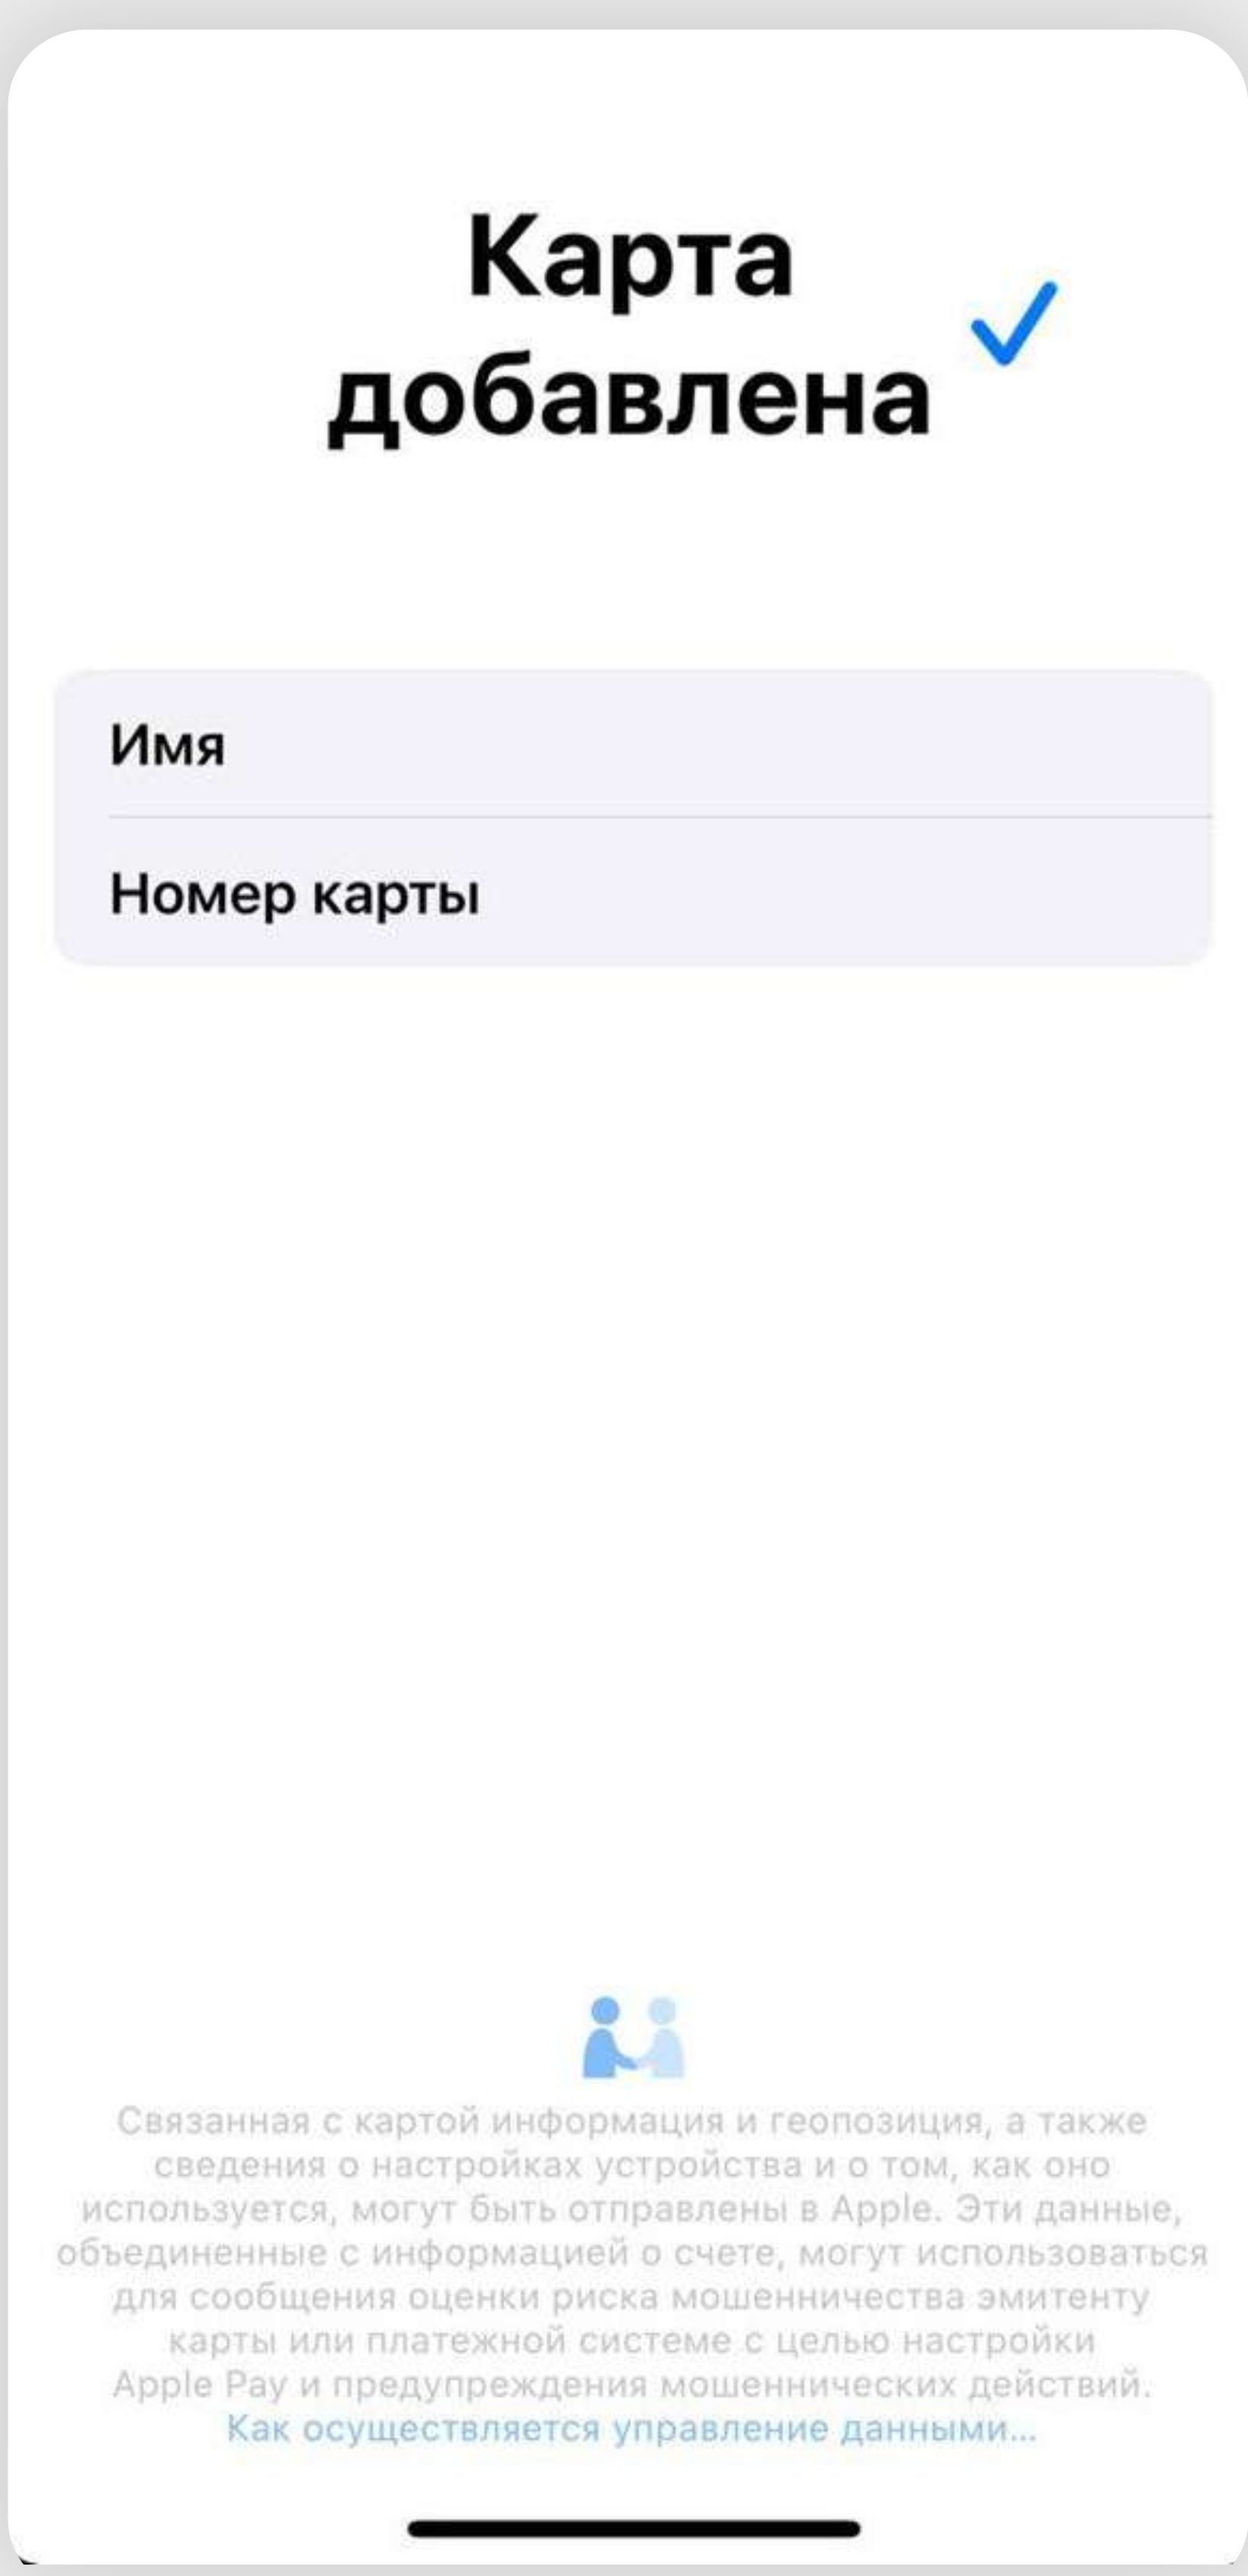 Карта
добавлена
Имя
Номер карты
Связанная с картой информация и геопозиция, а также
сведения о настройках устройства и о том, как оно
используется, могут быть отправлены в Apple. Эти данные,
объединенные с информацией о счете, могут использоваться
для сообщения оценки риска мошенничества эмитенту
карты или платежной системе с целью настройки
Apple Pay и предупреждения мошеннических действий.
Как осуществляется управление данными...